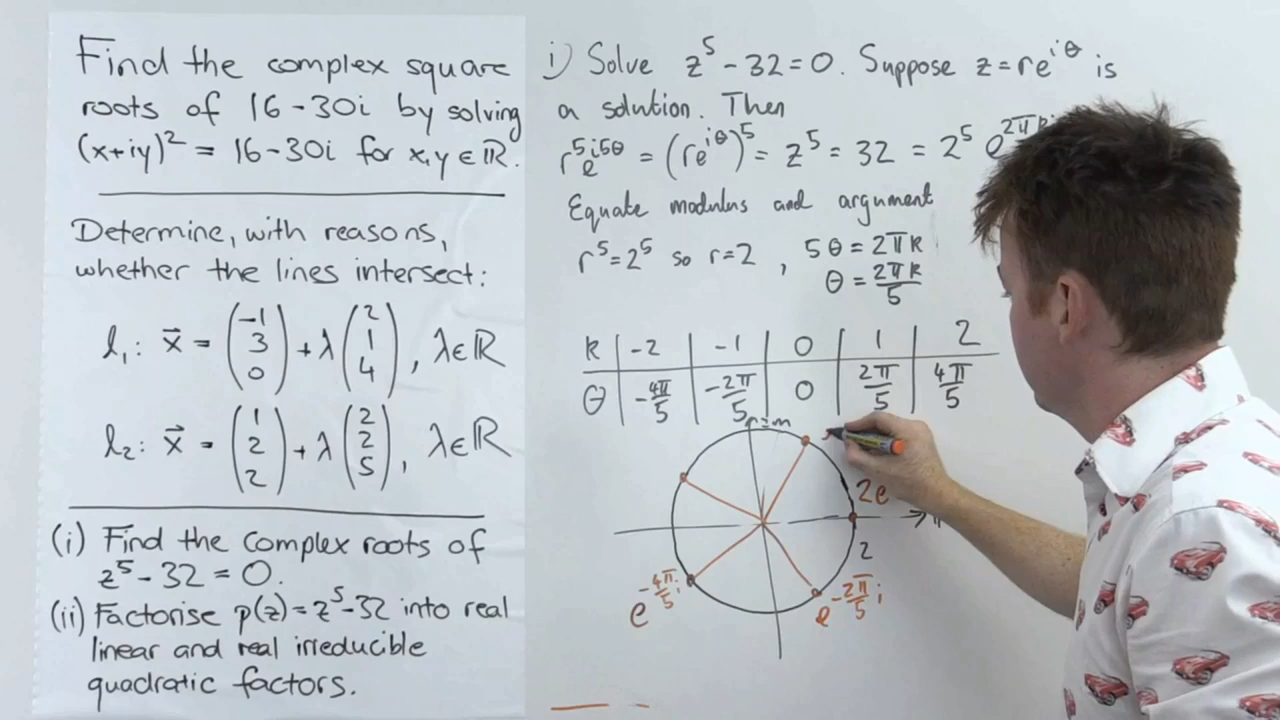 Find the complex square
roots of 16-30i by solving
(x+iy)² = 16-30i for x,y ∈ ℝ.
Determine, with reasons,
whether the lines intersect:
l₁: x⃗ = (-1 3 0) + λ (2 1 4), λ∈ℝ
l₂: x⃗ = (1 2 2) + λ (2 2 5), λ∈ℝ
(i) Find the complex roots of
z⁵-32=0.
(ii) Factorise p(z)=z⁵-32 into real
linear and real irreducible
quadratic factors.
i) Solve z⁵-32=0. Suppose z=re^{iθ} is
a solution. Then
r⁵e^{i5θ} = (re^{iθ})⁵ = z⁵ = 32 = 2⁵ e^{2πki}
Equate modulus and argument
r⁵=2⁵ so r=2, 5θ=2πk
θ=2πk/5
k | -2 | -1 | 0 | 1 | 2
θ | -4π/5 | -2π/5 | 0 | 2π/5 | 4π/5
2e
2
e^{-4π/5 i}
e^{-2π/5 i}